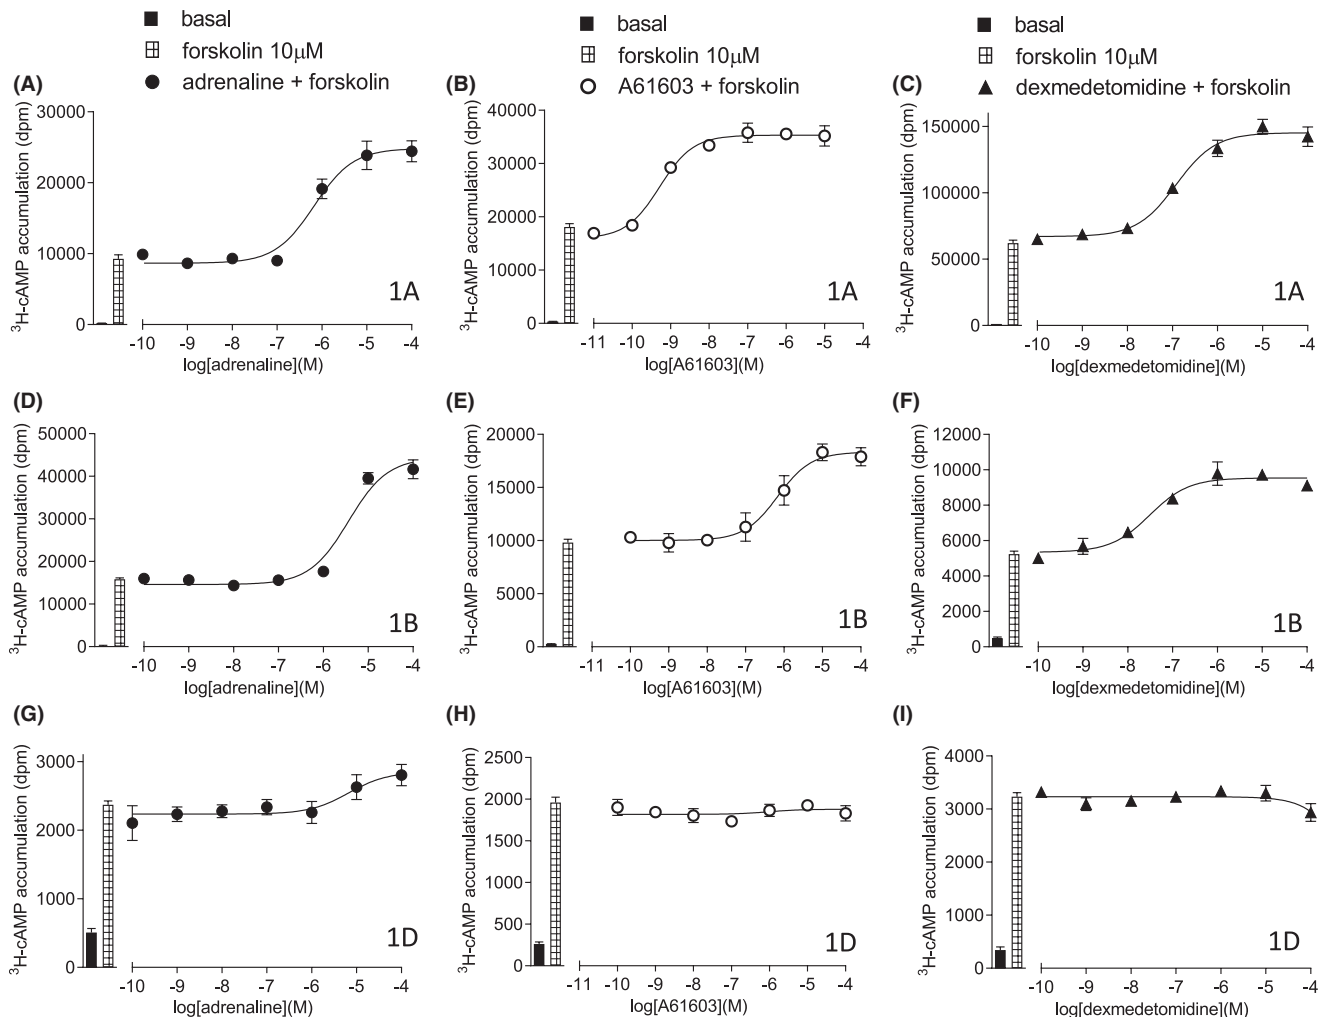 basal
forskolin 10μM
adrenaline + forskolin
basal
forskolin 10μM
A61603 + forskolin
basal
forskolin 10μM
dexmedetomidine + forskolin
(A)
³H-cAMP accumulation (dpm)
30000
20000
10000
0
1A
-10 -9 -8 -7 -6 -5 -4
log[adrenaline](M)
(B)
³H-cAMP accumulation (dpm)
40000
30000
20000
10000
0
1A
-11 -10 -9 -8 -7 -6 -5 -4
log[A61603](M)
(C)
³H-cAMP accumulation (dpm)
150000
100000
50000
0
1A
-10 -9 -8 -7 -6 -5 -4
log[dexmedetomidine](M)
(D)
³H-cAMP accumulation (dpm)
50000
40000
30000
20000
10000
0
1B
-10 -9 -8 -7 -6 -5 -4
log[adrenaline](M)
(E)
³H-cAMP accumulation (dpm)
20000
15000
10000
5000
0
1B
-11 -10 -9 -8 -7 -6 -5 -4
log[A61603](M)
(F)
³H-cAMP accumulation (dpm)
12000
10000
8000
6000
4000
2000
0
1B
-10 -9 -8 -7 -6 -5 -4
log[dexmedetomidine](M)
(G)
³H-cAMP accumulation (dpm)
3000
2000
1000
0
1D
-10 -9 -8 -7 -6 -5 -4
log[adrenaline](M)
(H)
³H-cAMP accumulation (dpm)
2500
2000
1500
1000
500
0
1D
-11 -10 -9 -8 -7 -6 -5 -4
log[A61603](M)
(I)
³H-cAMP accumulation (dpm)
4000
3000
2000
1000
0
1D
-10 -9 -8 -7 -6 -5 -4
log[dexmedetomidine](M)